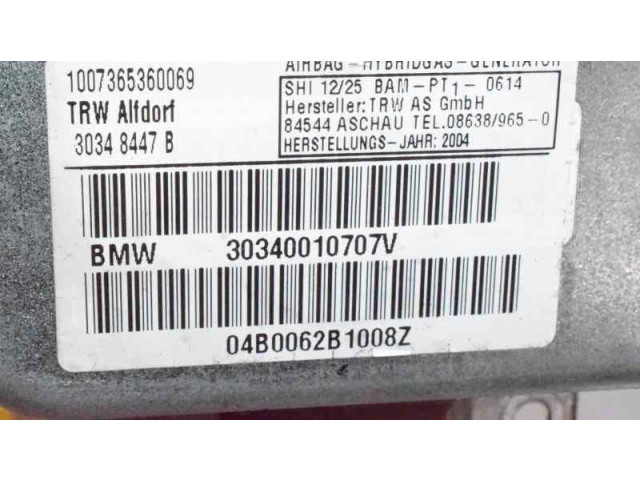 AIRBAG-HYBRIDGAS-GENERATOR
1007365360069
TRW Alfdorf
3034 8447 B
SHI 12/25 BAM-PT1-0614
Hersteller:TRW AS GmbH
84544 ASCHAU TEL.08638/965-0
HERSTELLUNGS-JAHR: 2004
BMW 30340010707V
04B0062B1008Z